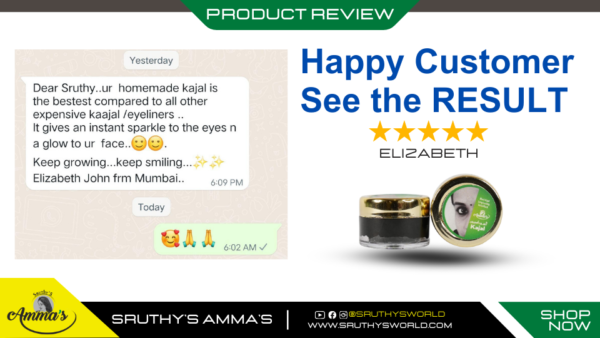 PRODUCT REVIEW
Yesterday
Dear Sruthy..ur homemade kajal is
the bestest compared to all other
expensive kaajal /eyeliners ..
It gives an instant sparkle to the eyes n
a glow to ur face..😊😊.
Keep growing...keep smiling...✨✨
Elizabeth John frm Mumbai..
6:09 PM
Today
🥰🙏🙏
6:02 AM ✓
Happy Customer
See the RESULT
ELIZABETH
Kajal
Amma's
SRUTHY'S AMMA'S
@SRUTHYSWORLD
WWW.SRUTHYSWORLD.COM
SHOP
NOW